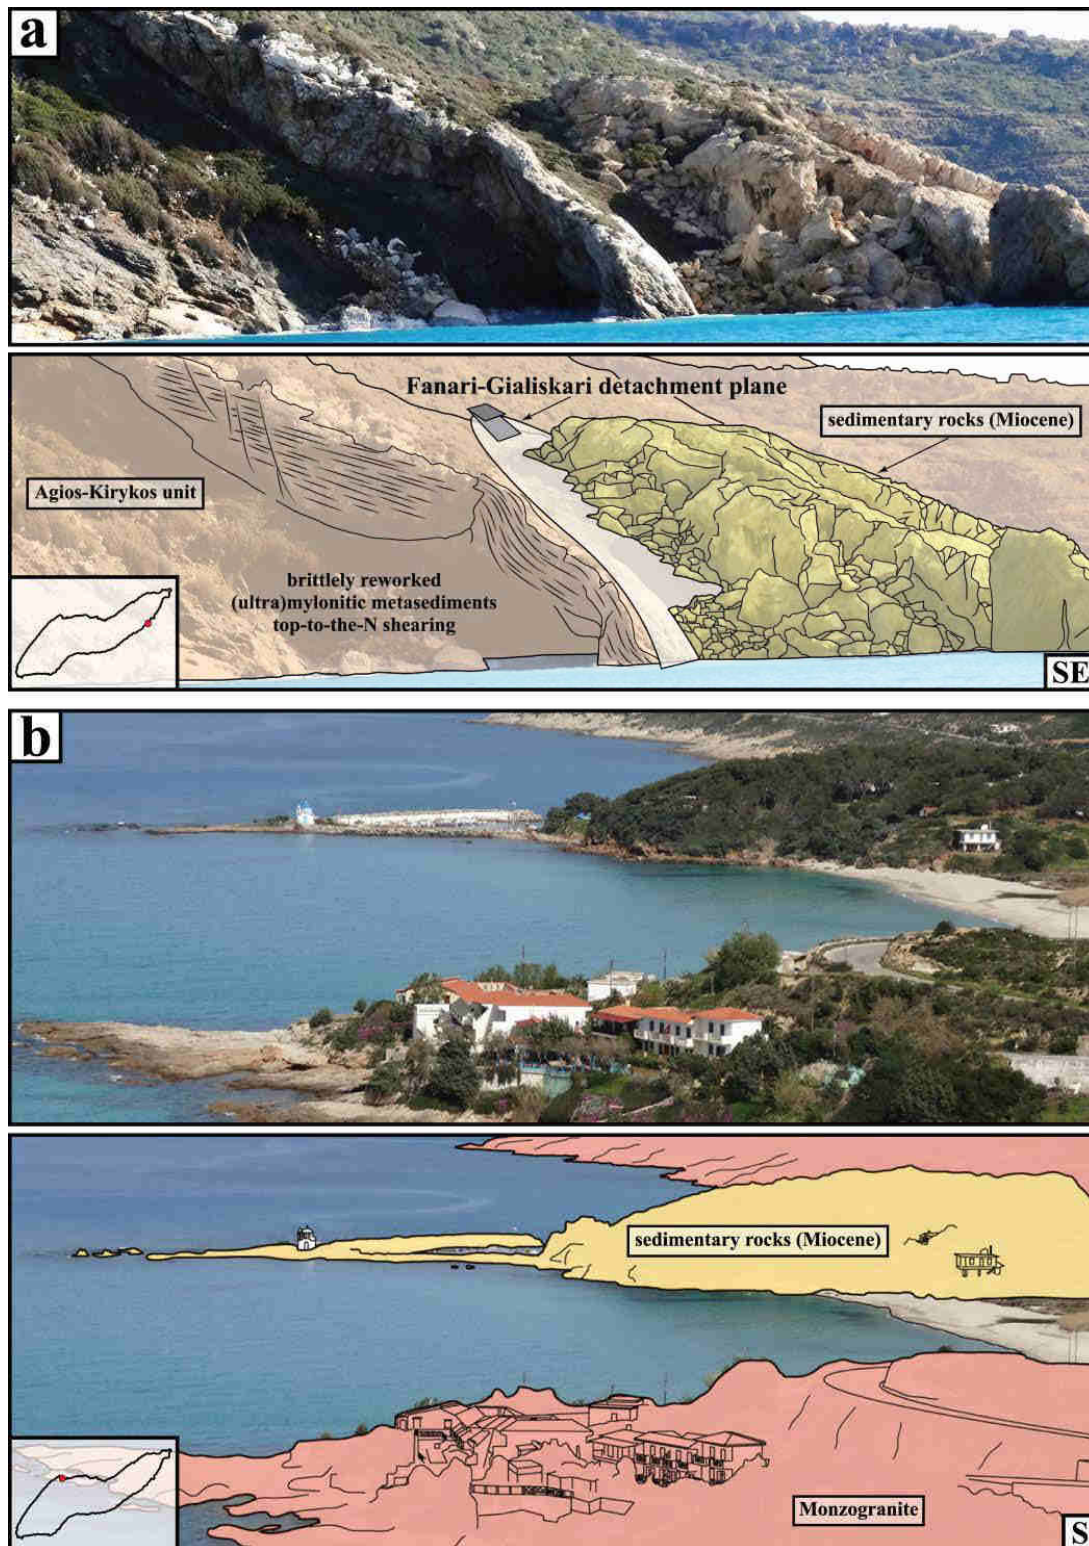 a
Fanari-Gialiskari detachment plane
sedimentary rocks (Miocene)
Agios-Kirykos unit
brittlely reworked
(ultra)mylonitic metasediments
top-to-the-N shearing
SE
b
sedimentary rocks (Miocene)
Monzogranite
S